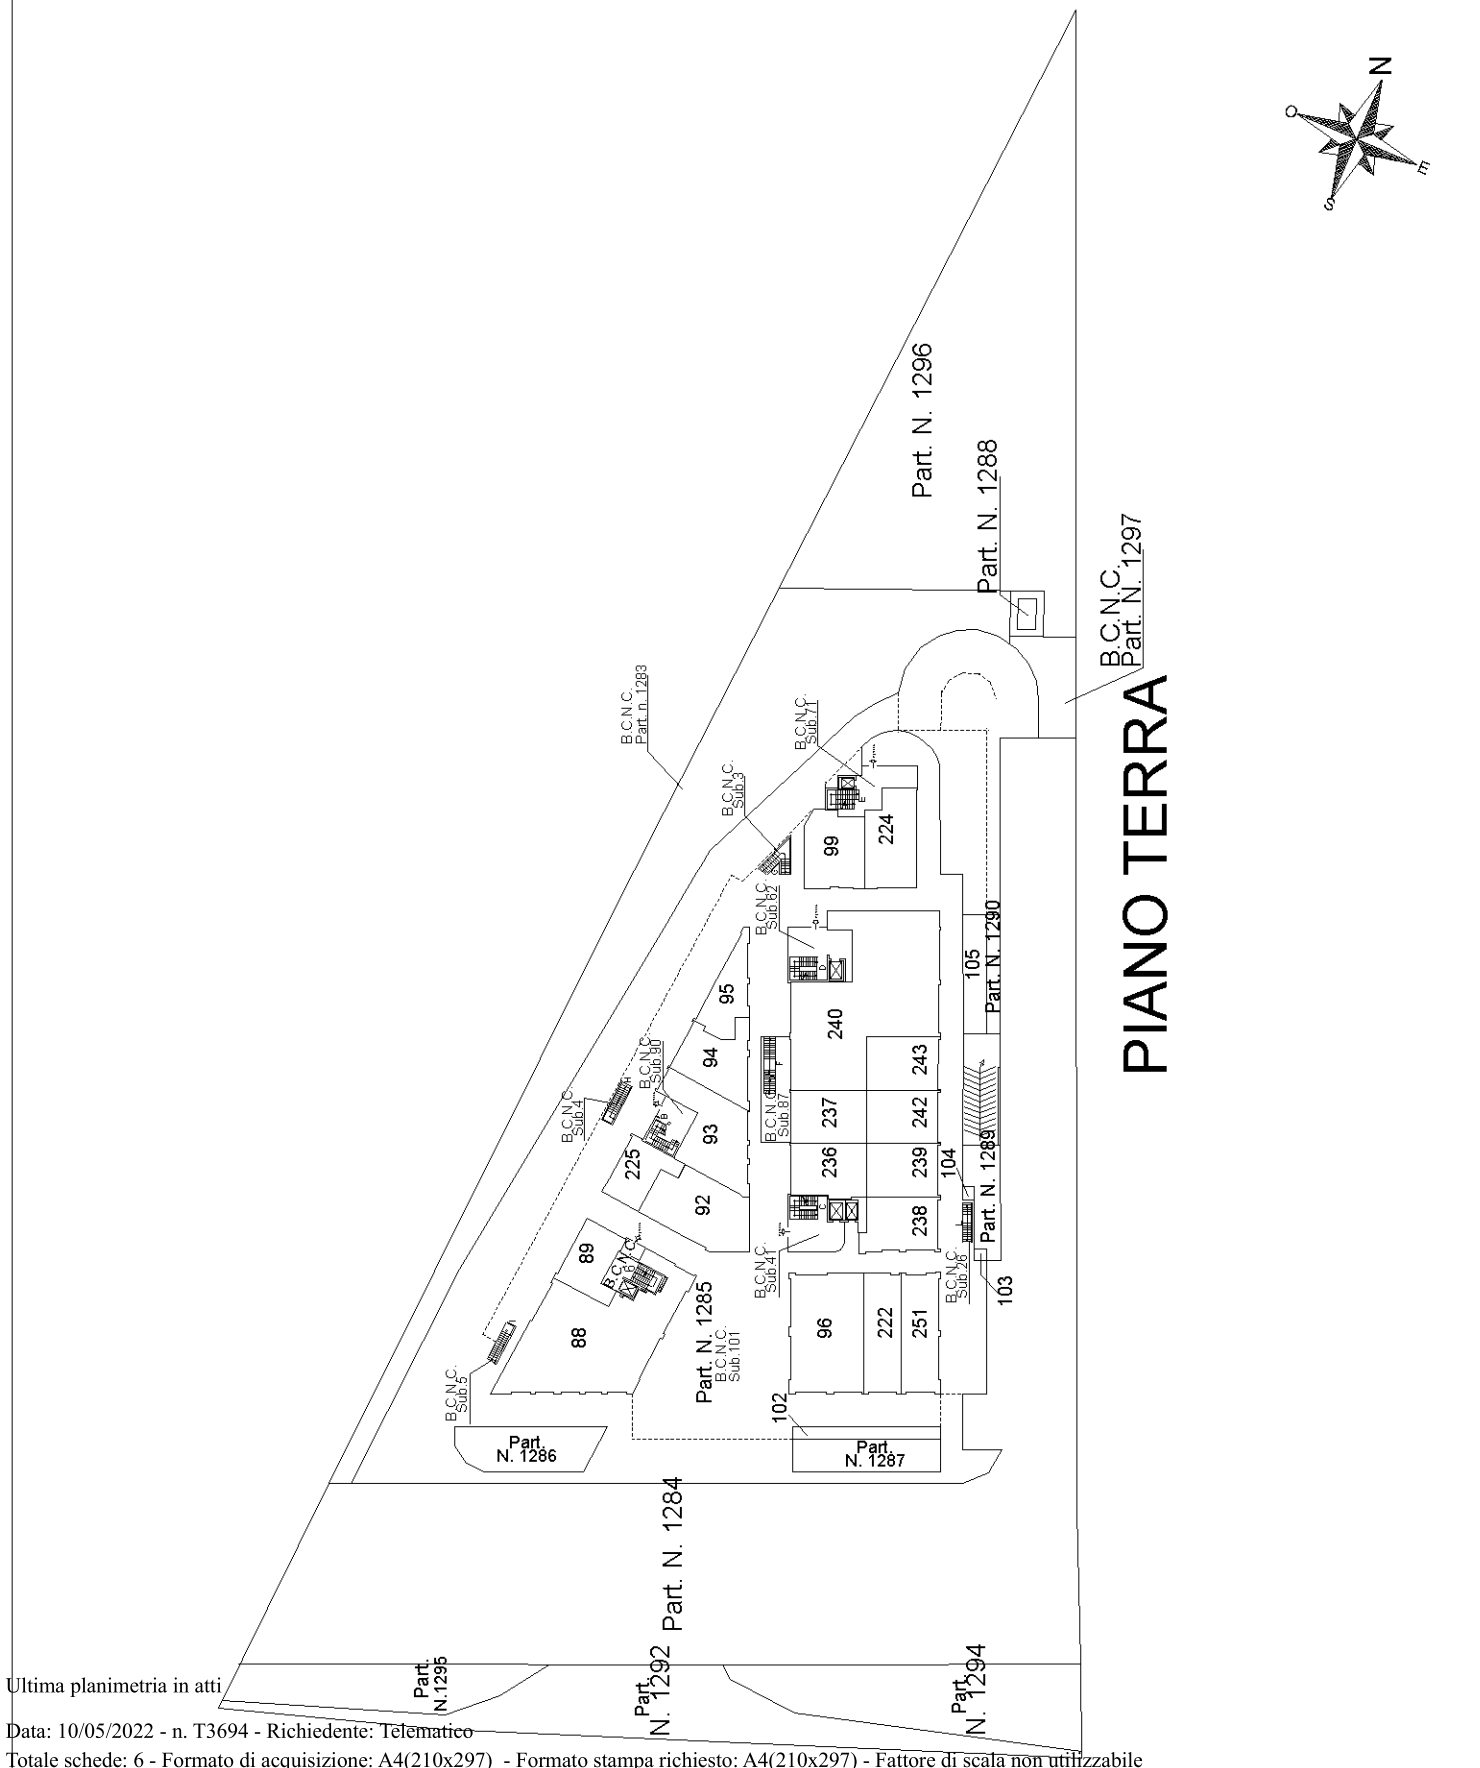 N
O
E
S
Part. N. 1296
Part. N. 1288
B.C.N.C.
Part. N. 1297
PIANO TERRA
B.C.N.C.
Part. n. 1283
B.C.N.C.
Sub.71
B.C.N.C.
Sub.3
E
99
224
G
B.C.N.C.
Sub.62
D
95
240
105
Part. N. 1290
94
243
B.C.N.C.
Sub.90
H
F
B.C.N.C.
Sub.4
B.C.N.C.
Sub.87
B
93
237
242
225
236
239
104
Part. N. 1289
92
C
238
L
89
B.C.N.C.
6
B.C.N.C.
Sub.41
B.C.N.C.
Sub.26
103
88
Part. N. 1285
B.C.N.C.
Sub.101
96
222
251
B.C.N.C.
Sub.5
102
Part.
N. 1286
Part.
N. 1287
Part. N. 1284
Part.
N.1295
Part.
N. 1292
Part.
N. 1294
Ultima planimetria in atti
Data: 10/05/2022 - n. T3694 - Richiedente: Telematico
Totale schede: 6 - Formato di acquisizione: A4(210x297) - Formato stampa richiesto: A4(210x297) - Fattore di scala non utilizzabile